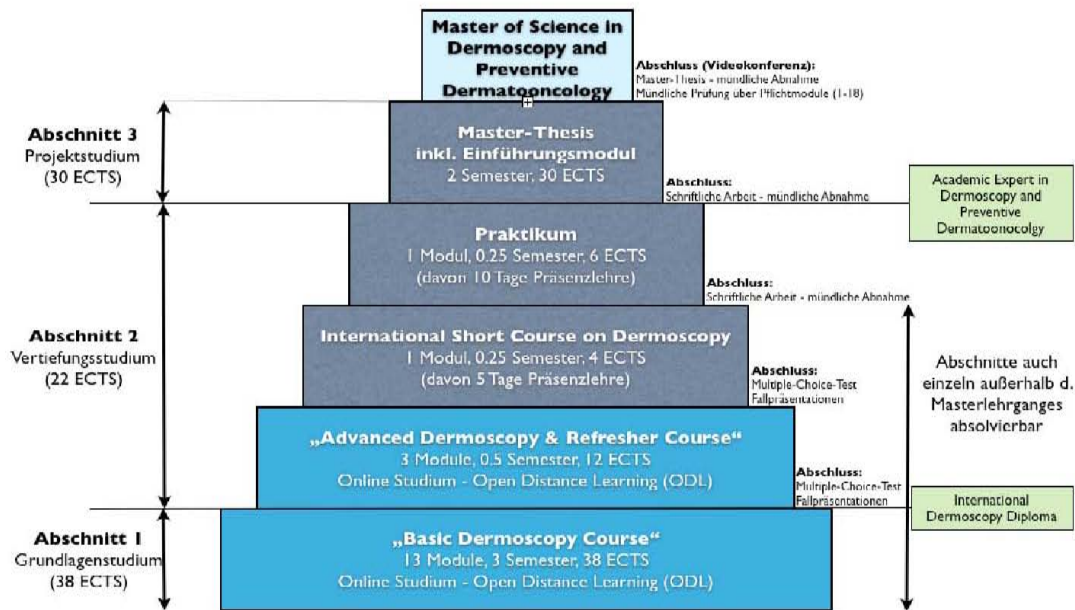 Master of Science in
Dermoscopy and
Preventive
Dermatooncology
Abschluss (Videokonferenz):
Master-Thesis - mündliche Abnahme
Mündliche Prüfung über Pflichtmodule (1-18)
Abschnitt 3
Projektstudium
(30 ECTS)
Master-Thesis
inkl. Einführungsmodul
2 Semester, 30 ECTS
Abschluss:
Schriftliche Arbeit - mündliche Abnahme
Academic Expert in
Dermoscopy and
Preventive
Dermatoonocolgy
Praktikum
1 Modul, 0.25 Semester, 6 ECTS
(davon 10 Tage Präsenzlehre)
Abschluss:
Schriftliche Arbeit - mündliche Abnahme
Abschnitt 2
Vertiefungsstudium
(22 ECTS)
International Short Course on Dermoscopy
1 Modul, 0.25 Semester, 4 ECTS
(davon 5 Tage Präsenzlehre)
Abschluss:
Multiple-Choice-Test
Fallpräsentationen
Abschnitte auch
einzeln außerhalb d.
Masterlehrganges
absolvierbar
„Advanced Dermoscopy & Refresher Course“
3 Module, 0.5 Semester, 12 ECTS
Online Studium - Open Distance Learning (ODL)
Abschluss:
Multiple-Choice-Test
Fallpräsentationen
International
Dermoscopy Diploma
Abschnitt 1
Grundlagenstudium
(38 ECTS)
„Basic Dermoscopy Course“
13 Module, 3 Semester, 38 ECTS
Online Studium - Open Distance Learning (ODL)